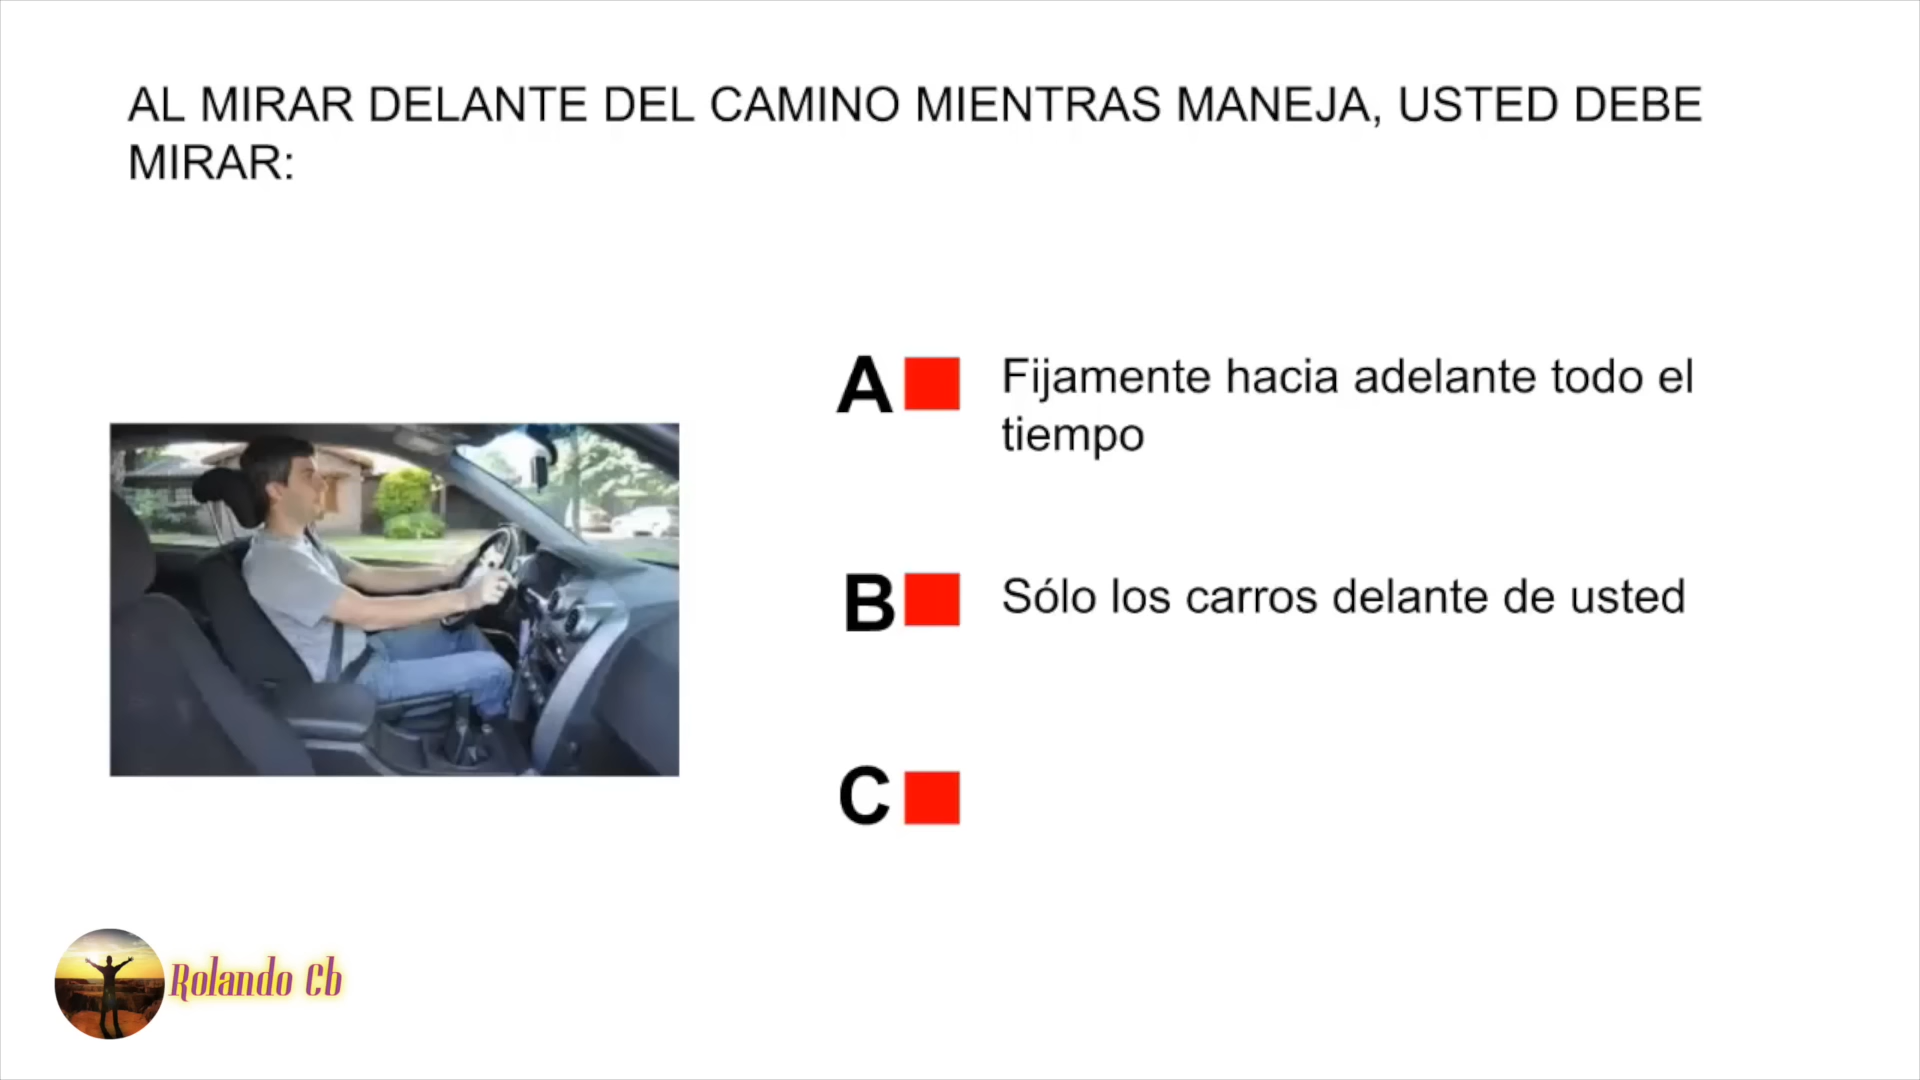 AL MIRAR DELANTE DEL CAMINO MIENTRAS MANEJA, USTED DEBE
MIRAR:
A Fijamente hacia adelante todo el
tiempo
B Sólo los carros delante de usted
C
Rolando Cb